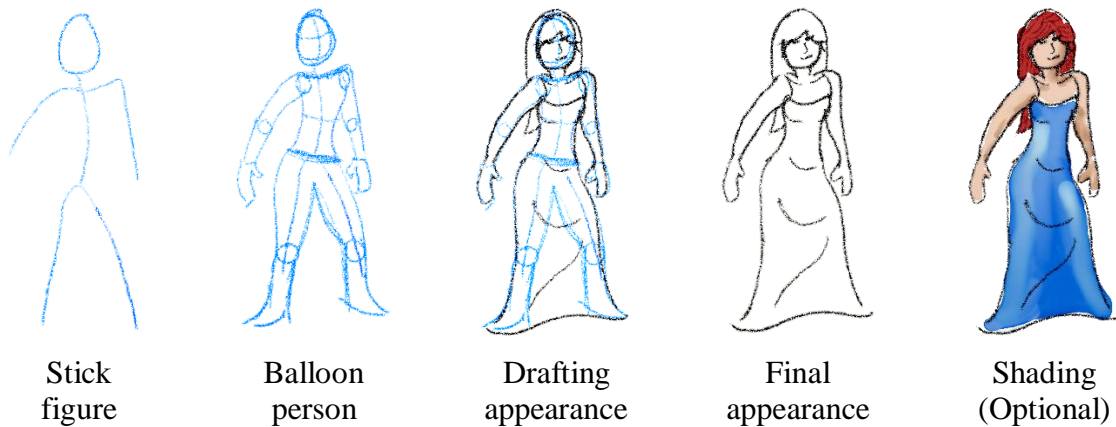 Stick
figure
Balloon
person
Drafting
appearance
Final
appearance
Shading
(Optional)